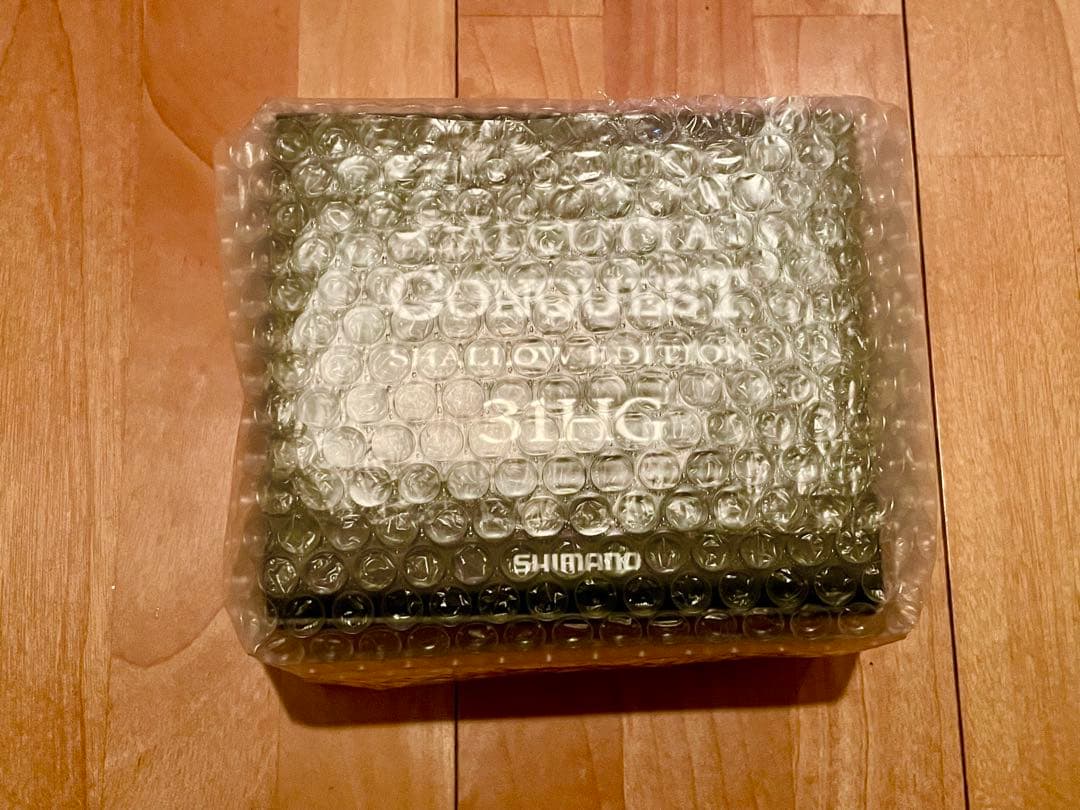 CALCUTTA
CONQUEST
SHALLOW EDITION
31HG
SHIMANO